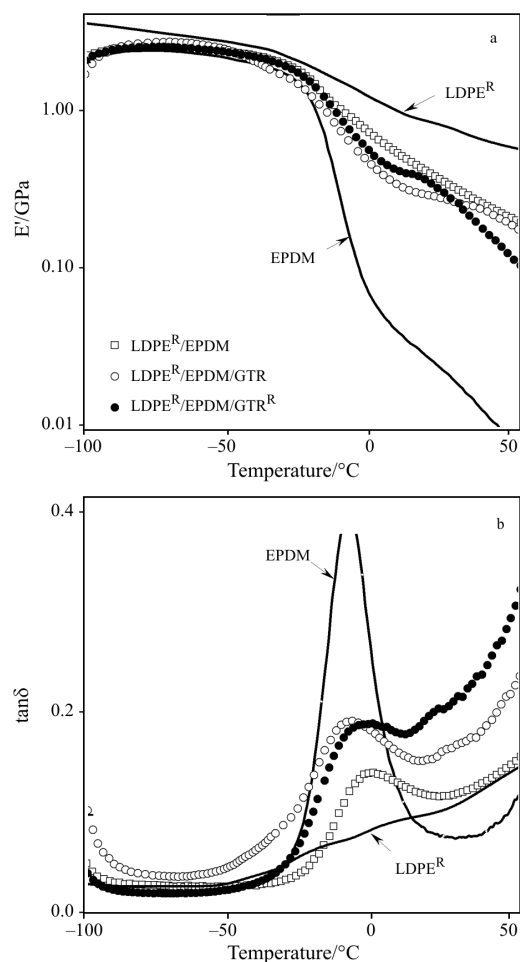 a
1.00
LDPE^R
E'/GPa
EPDM
0.10
LDPE^R/EPDM
LDPE^R/EPDM/GTR
LDPE^R/EPDM/GTR^R
0.01
−100 −50 0 50
Temperature/°C
0.4
b
EPDM
tanδ
0.2
LDPE^R
0.0
−100 −50 0 50
Temperature/°C